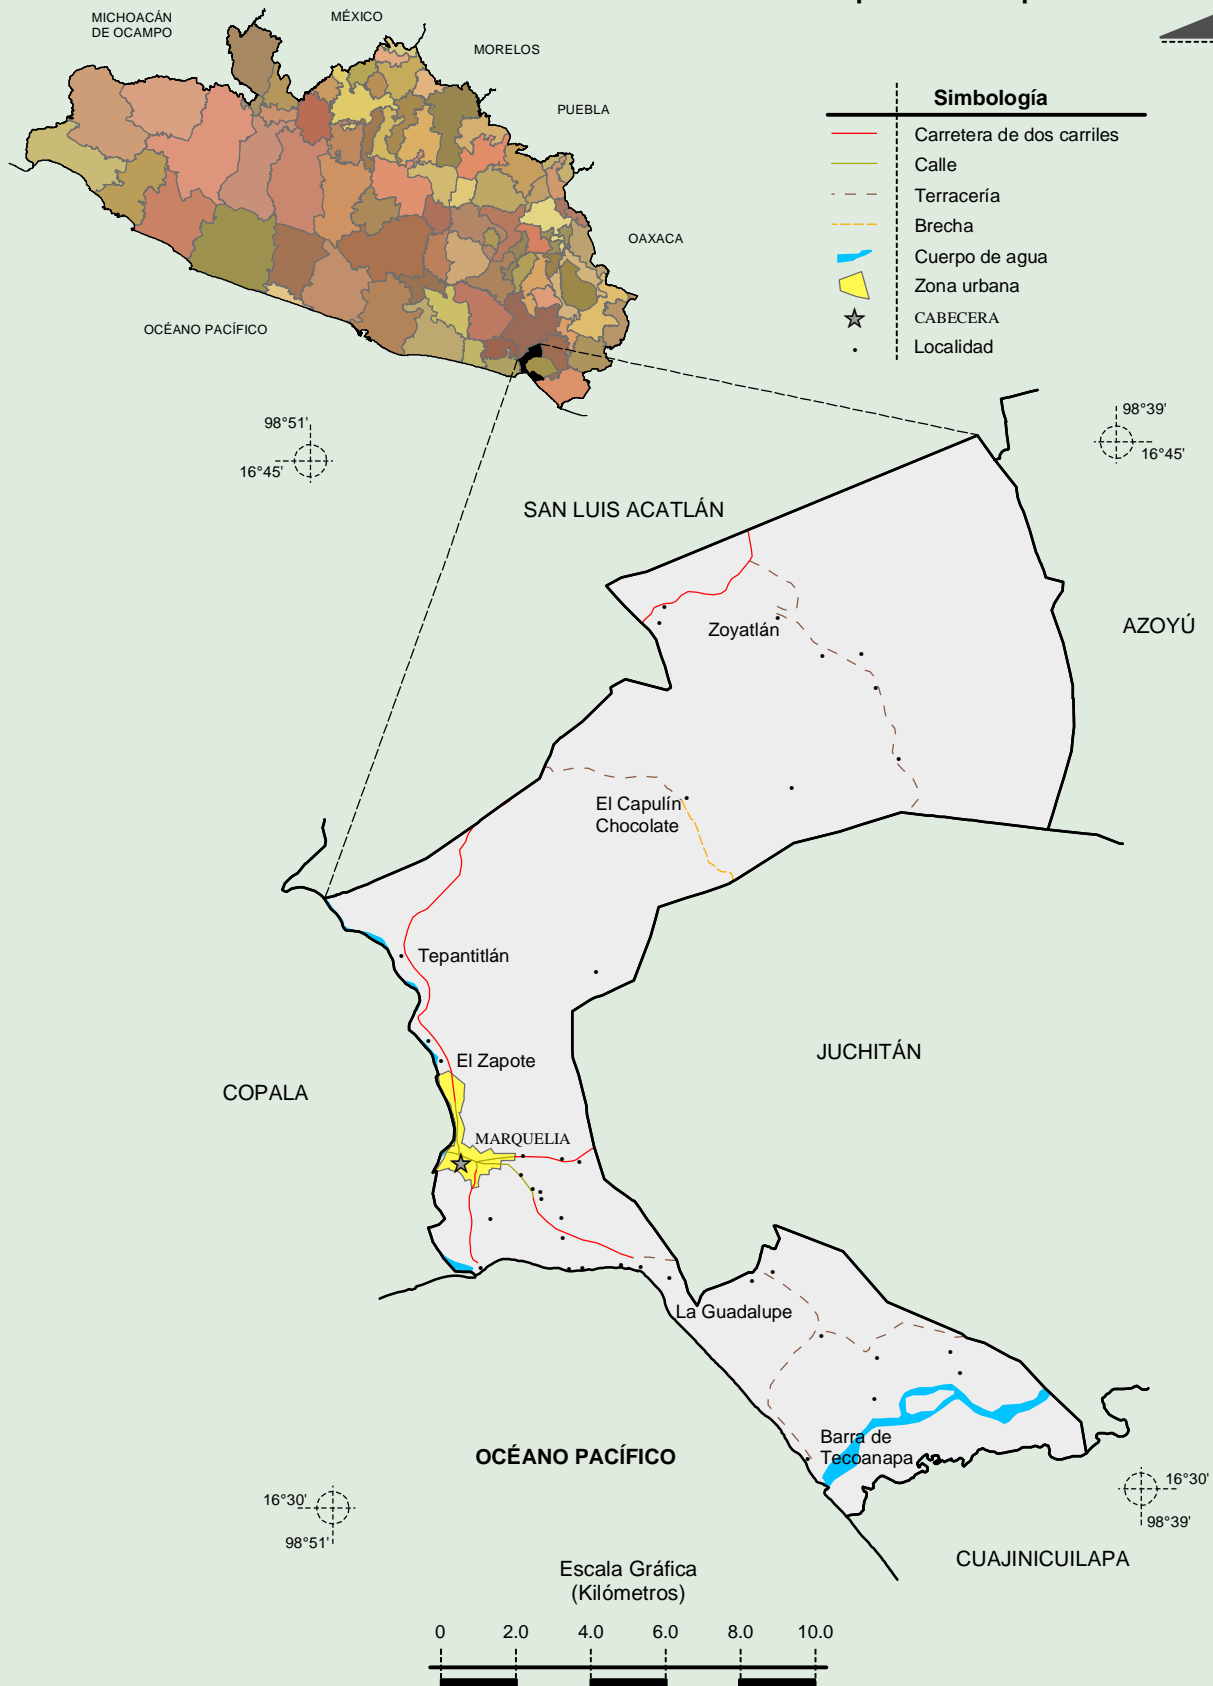 MICHOACÁN
DE OCAMPO
MÉXICO
MORELOS
PUEBLA
OAXACA
OCÉANO PACÍFICO
Simbología
Carretera de dos carriles
Calle
Terracería
Brecha
Cuerpo de agua
Zona urbana
CABECERA
Localidad
98°51'
16°45'
98°39'
16°45'
SAN LUIS ACATLÁN
AZOYÚ
Zoyatlán
El Capulín
Chocolate
Tepantitlán
El Zapote
JUCHITÁN
COPALA
MARQUELIA
La Guadalupe
Barra de
Tecoanapa
OCÉANO PACÍFICO
16°30'
98°51'
16°30'
98°39'
CUAJINICUILAPA
Escala Gráfica
(Kilómetros)
0 2.0 4.0 6.0 8.0 10.0